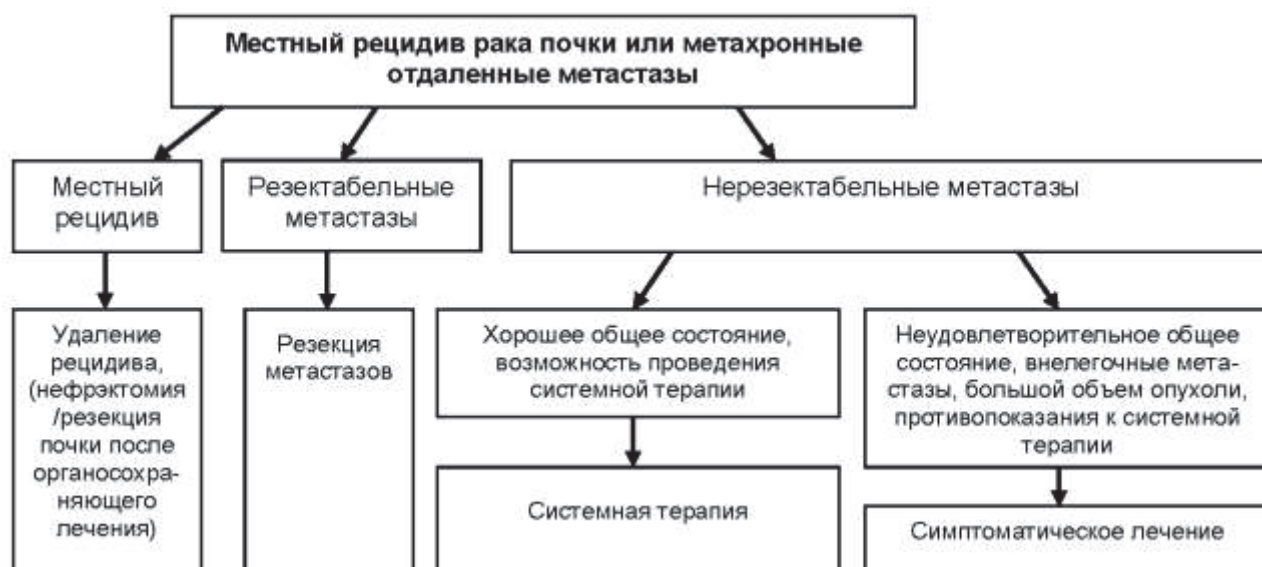 Местный рецидив рака почки или метахронные
отдаленные метастазы
Местный
рецидив
Резектабельные
метастазы
Нерезектабельные метастазы
Удаление
рецидива,
(нефрэктомия
/резекция
почки после
органосохра-
няющего
лечения)
Резекция
метастазов
Хорошее общее состояние,
возможность проведения
системной терапии
Неудовлетворительное общее
состояние, внелегочные мета-
стазы, большой объем опухоли,
противопоказания к системной
терапии
Системная терапия
Симптоматическое лечение